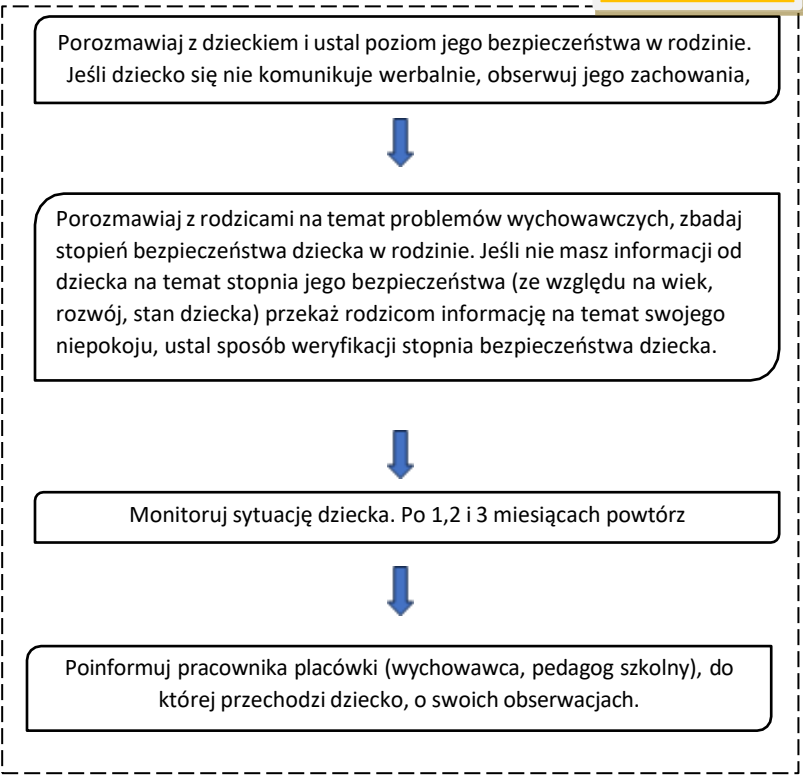 Porozmawiaj z dzieckiem i ustal poziom jego bezpieczeństwa w rodzinie.
Jeśli dziecko się nie komunikuje werbalnie, obserwuj jego zachowania,
Porozmawiaj z rodzicami na temat problemów wychowawczych, zbadaj
stopień bezpieczeństwa dziecka w rodzinie. Jeśli nie masz informacji od
dziecka na temat stopnia jego bezpieczeństwa (ze względu na wiek,
rozwój, stan dziecka) przekaż rodzicom informację na temat swojego
niepokoju, ustal sposób weryfikacji stopnia bezpieczeństwa dziecka.
Monitoruj sytuację dziecka. Po 1,2 i 3 miesiącach powtórz
Poinformuj pracownika placówki (wychowawca, pedagog szkolny), do
której przechodzi dziecko, o swoich obserwacjach.